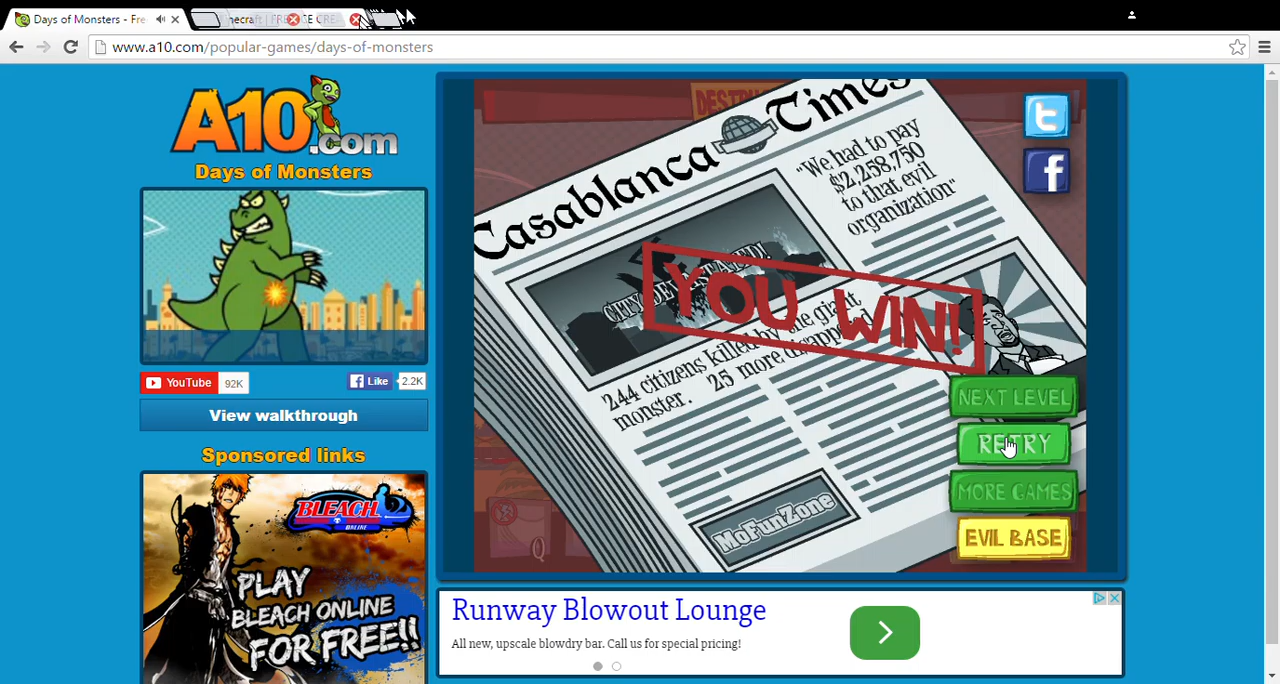 Days of Monsters - Fre
www.a10.com/popular-games/days-of-monsters
A10.com
Days of Monsters
YouTube 92K
Like 2.2K
View walkthrough
Sponsored links
BLEACH
ONLINE
PLAY
BLEACH ONLINE
FOR FREE!!
Casablanca Times
"We had to pay
$2,258,750
to that evil
organization"
YOU WIN!
244 citizens killed by the giant
monster. 25 more disappeared
MoFunZone
Q
NEXT LEVEL
RETRY
MORE GAMES
EVIL BASE
Runway Blowout Lounge
All new, upscale blowdry bar. Call us for special pricing!